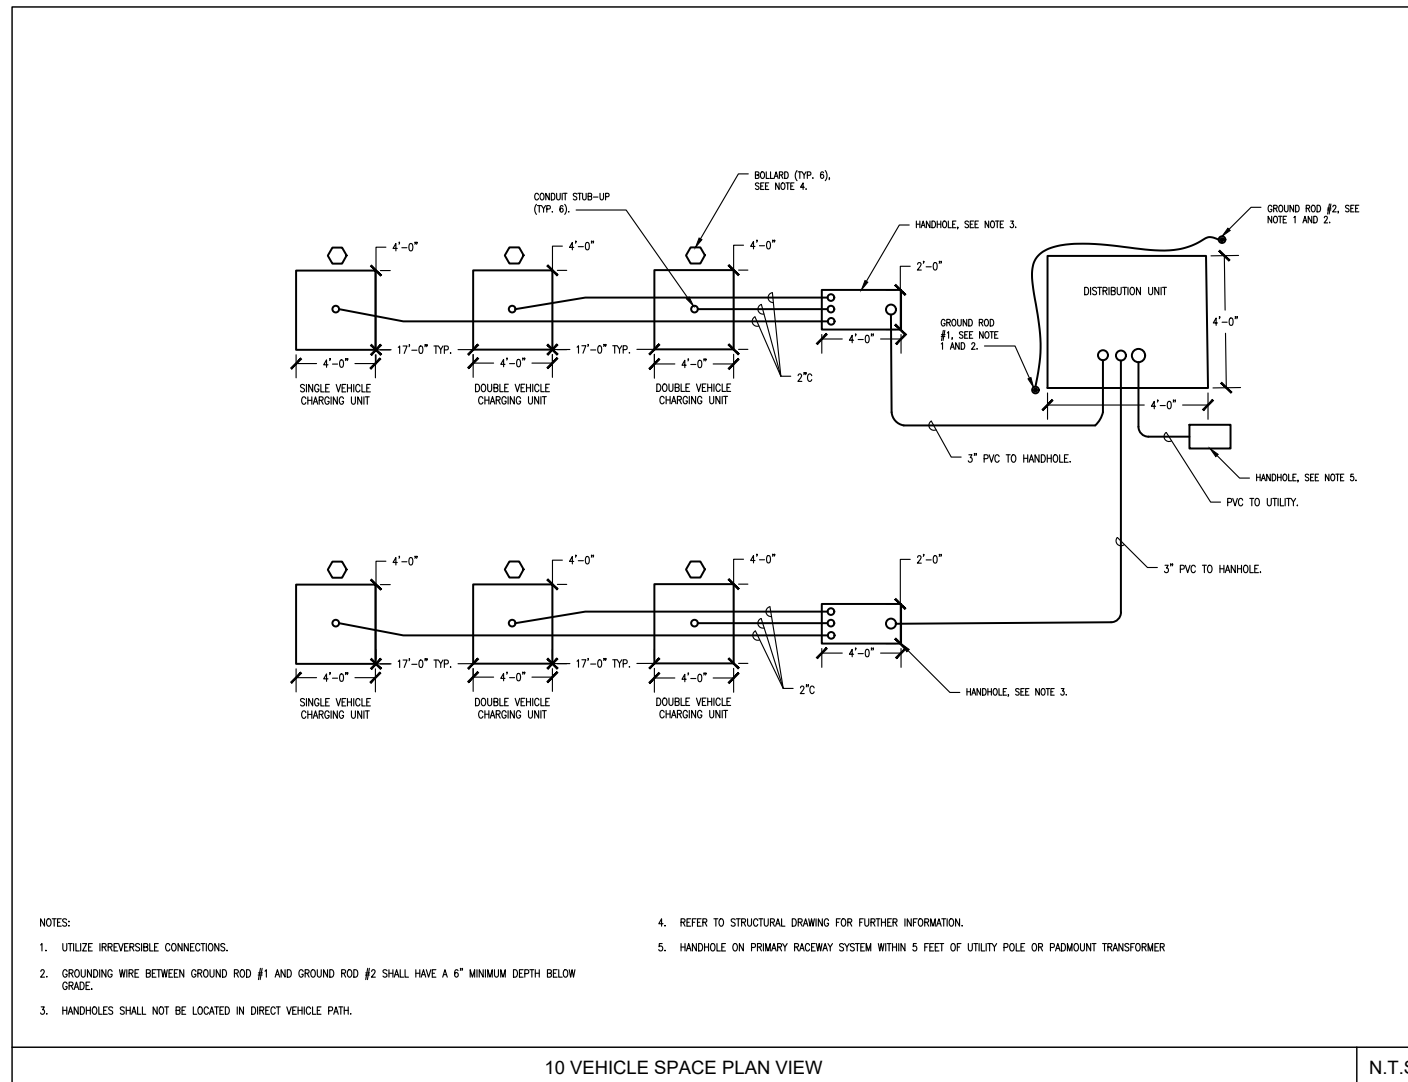 BOLLARD (TYP. 6),
SEE NOTE 4.
CONDUIT STUB-UP
(TYP. 6).
GROUND ROD #2, SEE
NOTE 1 AND 2.
HANDHOLE, SEE NOTE 3.
4'-0"
4'-0"
4'-0"
2'-0"
DISTRIBUTION UNIT
GROUND ROD
#1, SEE NOTE
1 AND 2.
4'-0"
4'-0"
17'-0" TYP.
4'-0"
17'-0" TYP.
4'-0"
4'-0"
2"C
4'-0"
SINGLE VEHICLE
CHARGING UNIT
DOUBLE VEHICLE
CHARGING UNIT
DOUBLE VEHICLE
CHARGING UNIT
3" PVC TO HANDHOLE.
HANDHOLE, SEE NOTE 5.
PVC TO UTILITY.
4'-0"
4'-0"
4'-0"
2'-0"
3" PVC TO HANHOLE.
4'-0"
17'-0" TYP.
4'-0"
17'-0" TYP.
4'-0"
4'-0"
2"C
HANDHOLE, SEE NOTE 3.
SINGLE VEHICLE
CHARGING UNIT
DOUBLE VEHICLE
CHARGING UNIT
DOUBLE VEHICLE
CHARGING UNIT
NOTES:
1. UTILIZE IRREVERSIBLE CONNECTIONS.
2. GROUNDING WIRE BETWEEN GROUND ROD #1 AND GROUND ROD #2 SHALL HAVE A 6" MINIMUM DEPTH BELOW
GRADE.
3. HANDHOLES SHALL NOT BE LOCATED IN DIRECT VEHICLE PATH.
4. REFER TO STRUCTURAL DRAWING FOR FURTHER INFORMATION.
5. HANDHOLE ON PRIMARY RACEWAY SYSTEM WITHIN 5 FEET OF UTILITY POLE OR PADMOUNT TRANSFORMER
10 VEHICLE SPACE PLAN VIEW
N.T.S